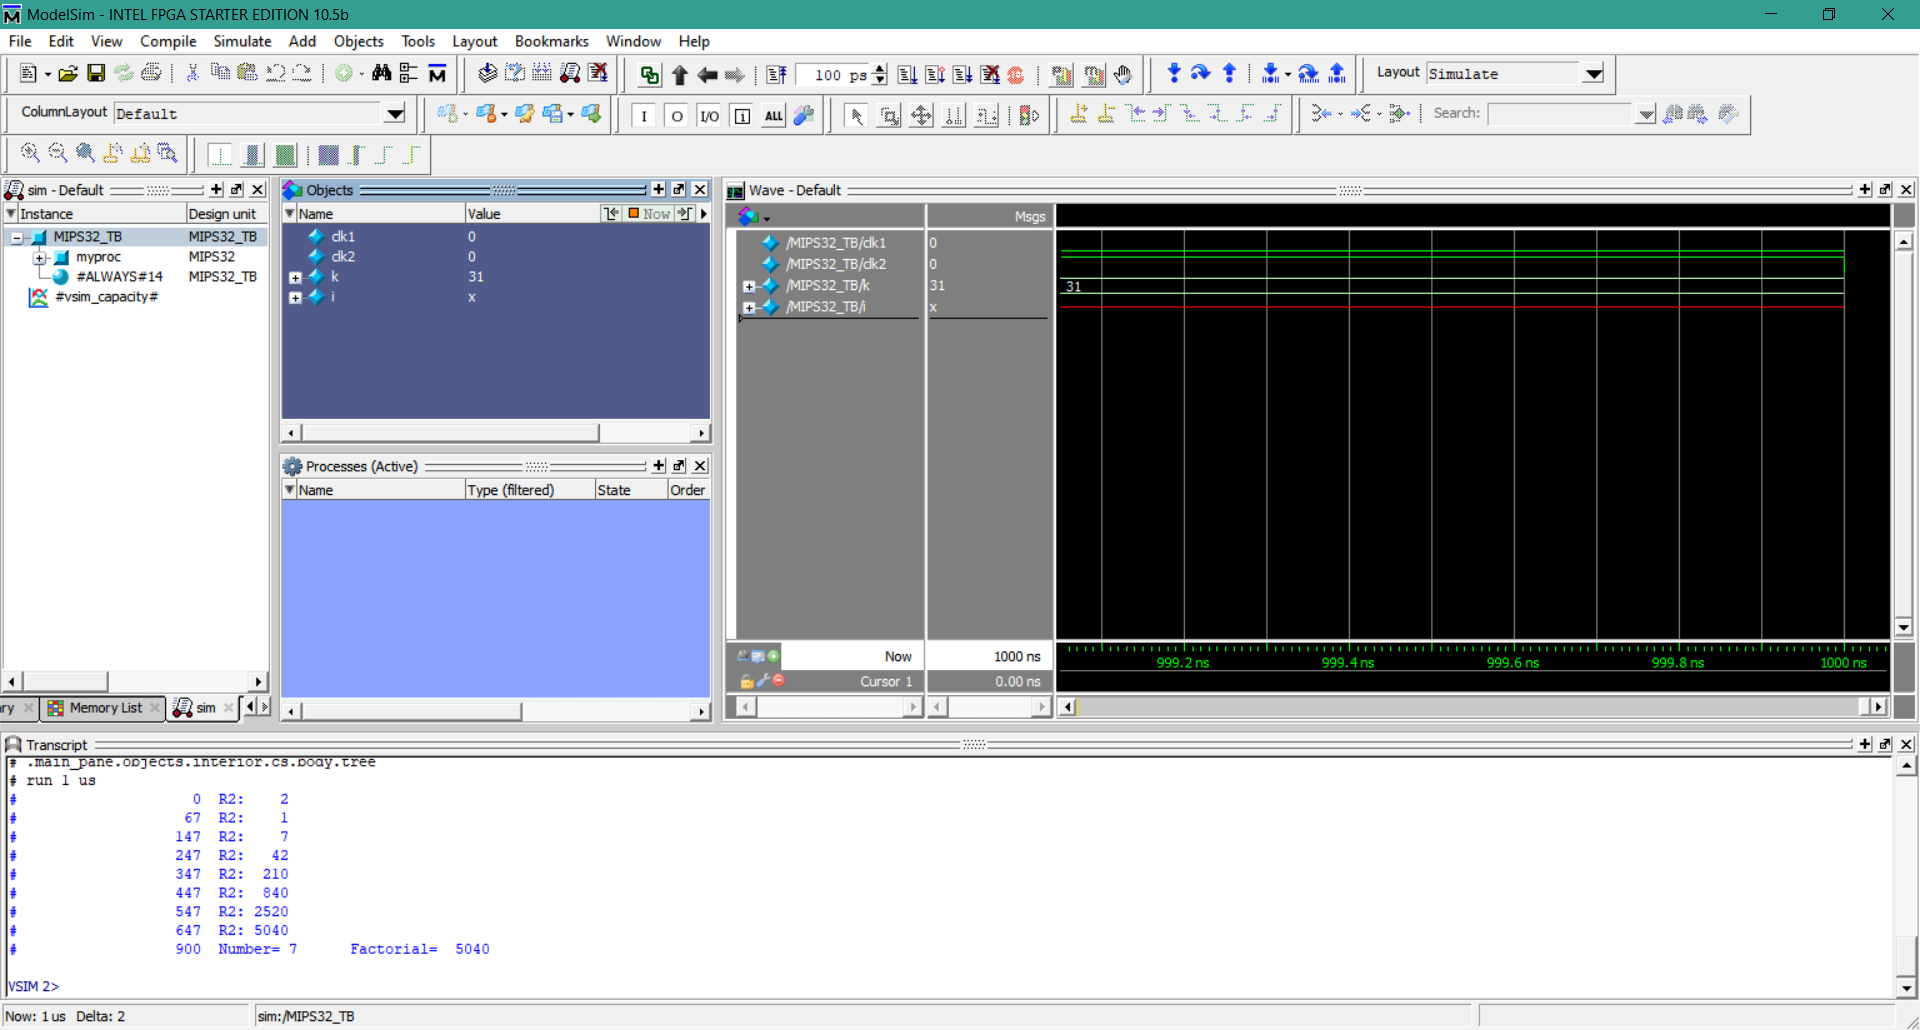 ModelSim - INTEL FPGA STARTER EDITION 10.5b
File Edit View Compile Simulate Add Objects Tools Layout Bookmarks Window Help
100 ps
Layout Simulate
ColumnLayout Default
I O I/O i ALL
Search:
sim - Default
Instance Design unit
MIPS32_TB MIPS32_TB
myproc MIPS32
#ALWAYS#14 MIPS32_TB
#vsim_capacity#
Objects
Name Value Now
clk1 0
clk2 0
k 31
i x
Processes (Active)
Name Type (filtered) State Order
Wave - Default
Msgs
/MIPS32_TB/clk1 0
/MIPS32_TB/clk2 0
/MIPS32_TB/k 31 31
/MIPS32_TB/i x
Now 1000 ns
999.2 ns 999.4 ns 999.6 ns 999.8 ns 1000 ns
Cursor 1 0.00 ns
ry Memory List sim
Transcript
# .main_pane.objects.interior.cs.body.tree
# run 1 us
# 0 R2: 2
# 67 R2: 1
# 147 R2: 7
# 247 R2: 42
# 347 R2: 210
# 447 R2: 840
# 547 R2: 2520
# 647 R2: 5040
# 900 Number= 7 Factorial= 5040
VSIM 2>
Now: 1 us Delta: 2 sim:/MIPS32_TB